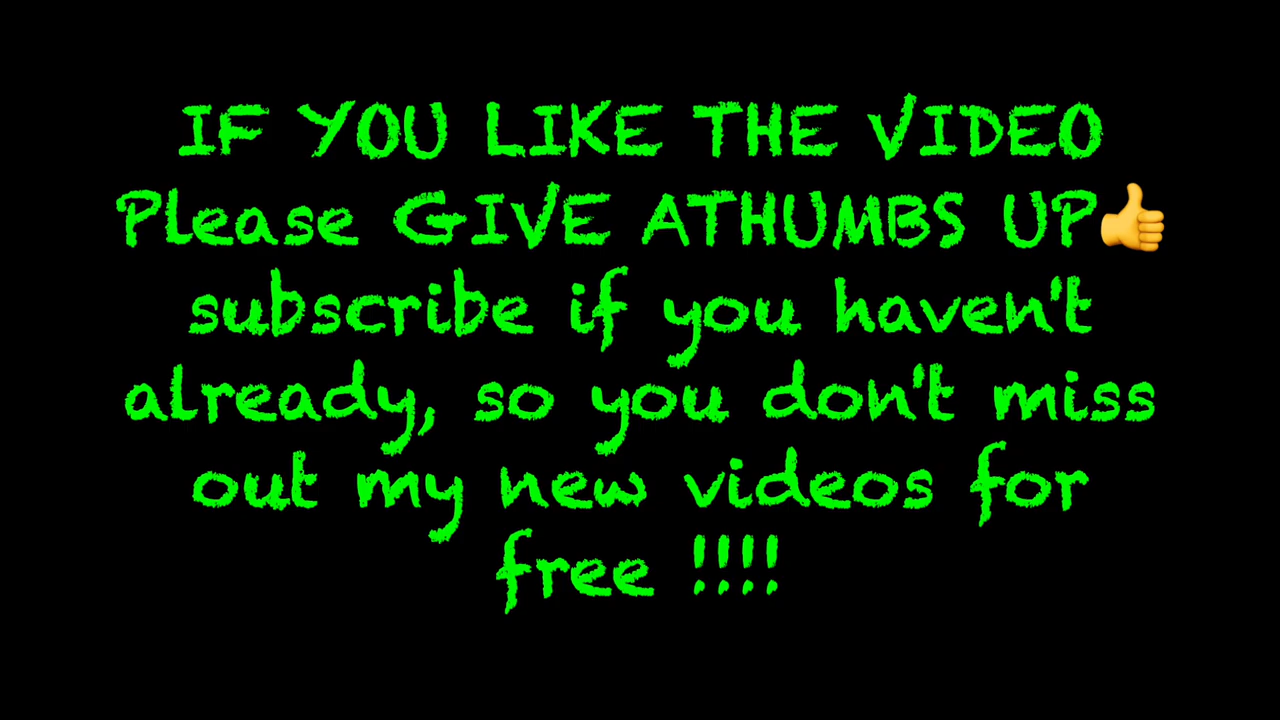 IF YOU LIKE THE VIDEO
Please GIVE ATHUMBS UP👍
subscribe if you haven't
already, so you don't miss
out my new videos for
free !!!!